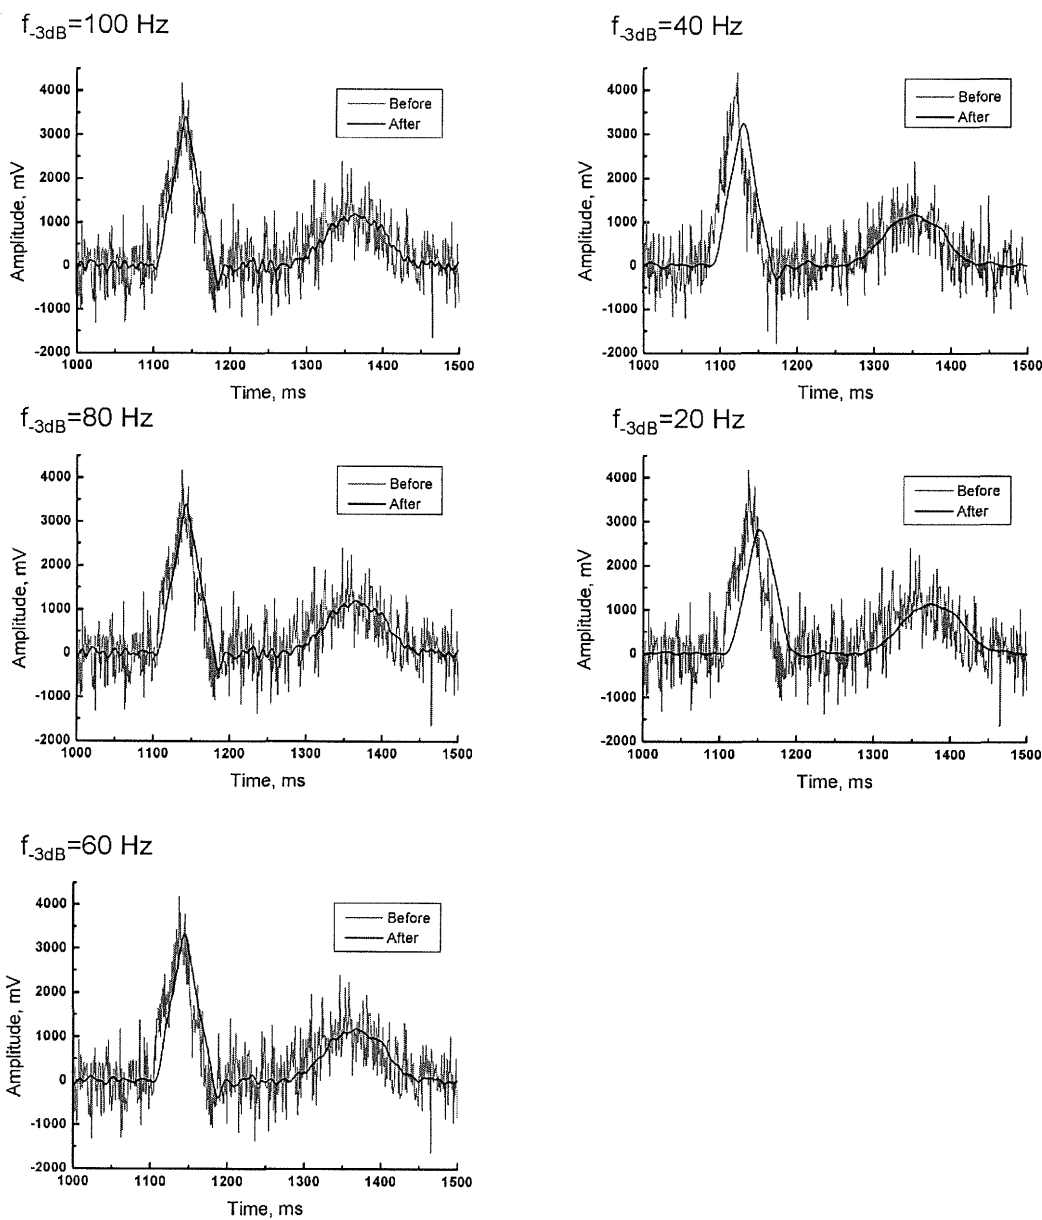 f-3dB=100 Hz
4000
3000
2000
1000
0
-1000
-2000
1000 1100 1200 1300 1400 1500
Amplitude, mV
Time, ms
Before
After
f-3dB=40 Hz
4000
3000
2000
1000
0
-1000
-2000
1000 1100 1200 1300 1400 1500
Amplitude, mV
Time, ms
Before
After
f-3dB=80 Hz
4000
3000
2000
1000
0
-1000
-2000
1000 1100 1200 1300 1400 1500
Amplitude, mV
Time, ms
Before
After
f-3dB=20 Hz
4000
3000
2000
1000
0
-1000
-2000
1000 1100 1200 1300 1400 1500
Amplitude, mV
Time, ms
Before
After
f-3dB=60 Hz
4000
3000
2000
1000
0
-1000
-2000
1000 1100 1200 1300 1400 1500
Amplitude, mV
Time, ms
Before
After